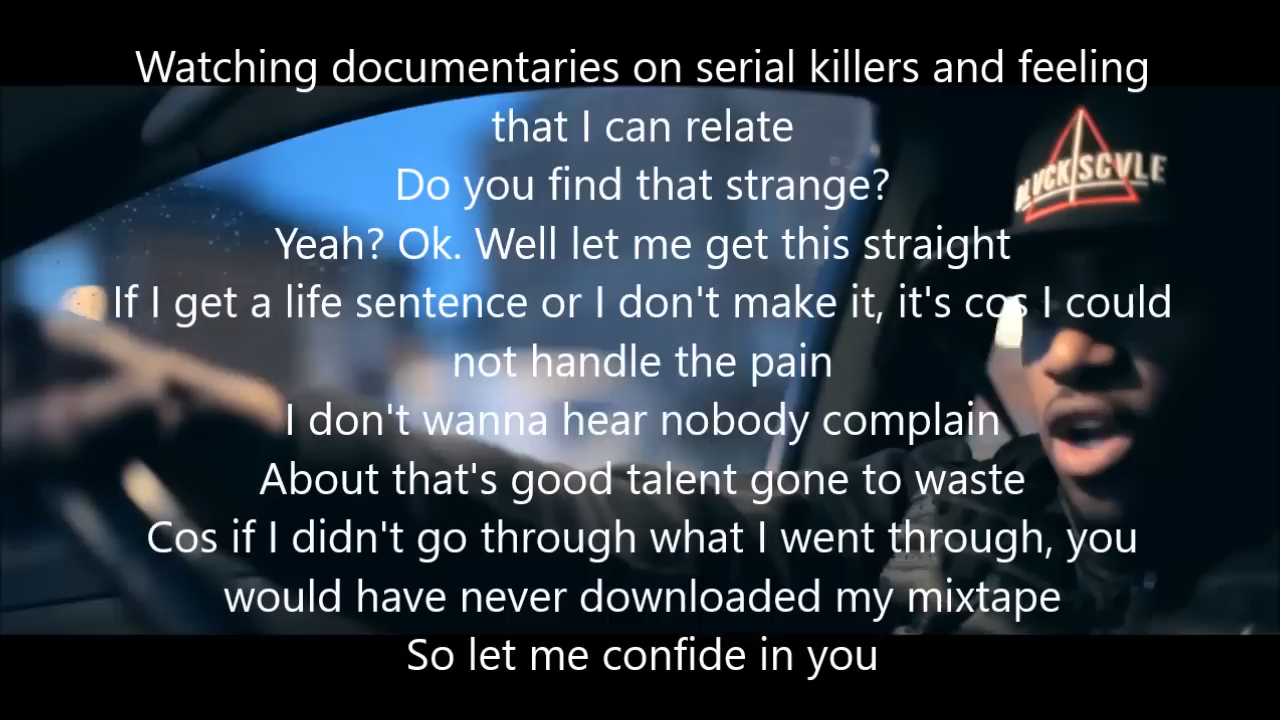 Watching documentaries on serial killers and feeling
that I can relate
Do you find that strange?
Yeah? Ok. Well let me get this straight
If I get a life sentence or I don't make it, it's cos I could
not handle the pain
I don't wanna hear nobody complain
About that's good talent gone to waste
Cos if I didn't go through what I went through, you
would have never downloaded my mixtape
So let me confide in you
BLVCK SCVLE